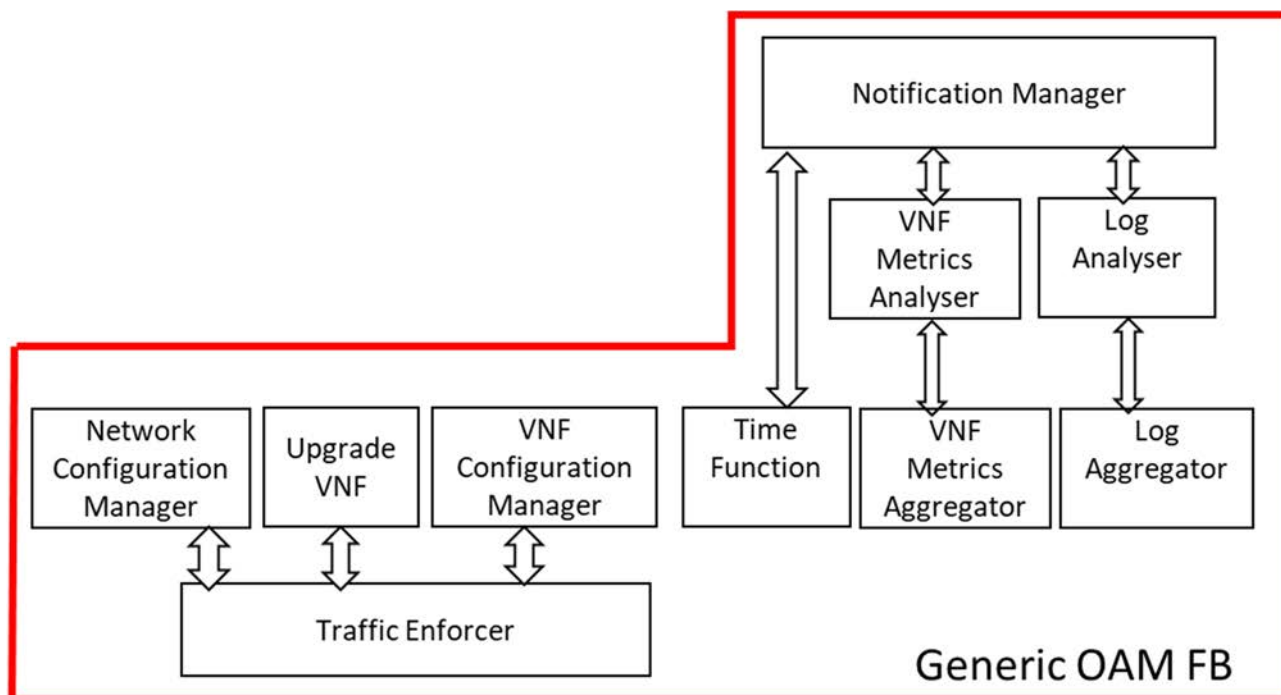 Notification Manager
VNF
Metrics
Analyser
Log
Analyser
Network
Configuration
Manager
Upgrade
VNF
VNF
Configuration
Manager
Time
Function
VNF
Metrics
Aggregator
Log
Aggregator
Traffic Enforcer
Generic OAM FB